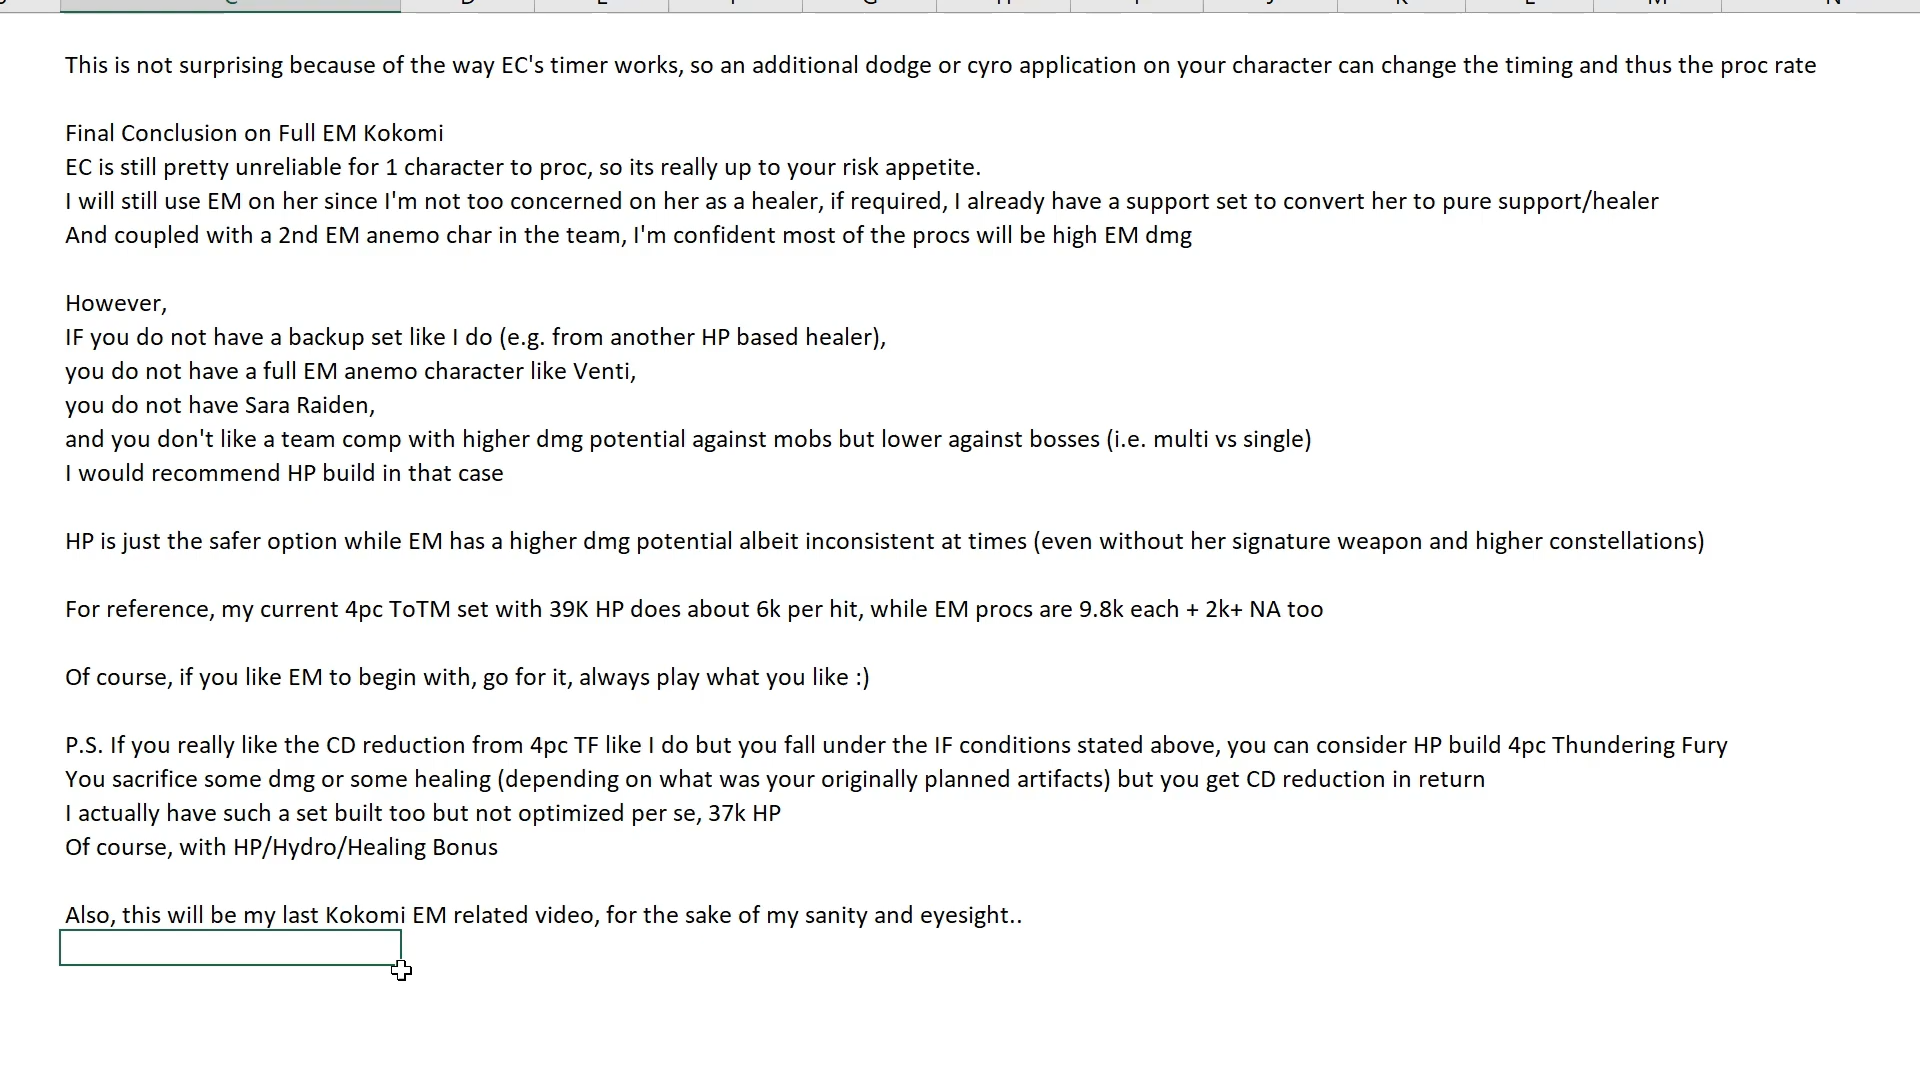 This is not surprising because of the way EC's timer works, so an additional dodge or cyro application on your character can change the timing and thus the proc rate
Final Conclusion on Full EM Kokomi
EC is still pretty unreliable for 1 character to proc, so its really up to your risk appetite.
I will still use EM on her since I'm not too concerned on her as a healer, if required, I already have a support set to convert her to pure support/healer
And coupled with a 2nd EM anemo char in the team, I'm confident most of the procs will be high EM dmg
However,
IF you do not have a backup set like I do (e.g. from another HP based healer),
you do not have a full EM anemo character like Venti,
you do not have Sara Raiden,
and you don't like a team comp with higher dmg potential against mobs but lower against bosses (i.e. multi vs single)
I would recommend HP build in that case
HP is just the safer option while EM has a higher dmg potential albeit inconsistent at times (even without her signature weapon and higher constellations)
For reference, my current 4pc ToTM set with 39K HP does about 6k per hit, while EM procs are 9.8k each + 2k+ NA too
Of course, if you like EM to begin with, go for it, always play what you like :)
P.S. If you really like the CD reduction from 4pc TF like I do but you fall under the IF conditions stated above, you can consider HP build 4pc Thundering Fury
You sacrifice some dmg or some healing (depending on what was your originally planned artifacts) but you get CD reduction in return
I actually have such a set built too but not optimized per se, 37k HP
Of course, with HP/Hydro/Healing Bonus
Also, this will be my last Kokomi EM related video, for the sake of my sanity and eyesight..